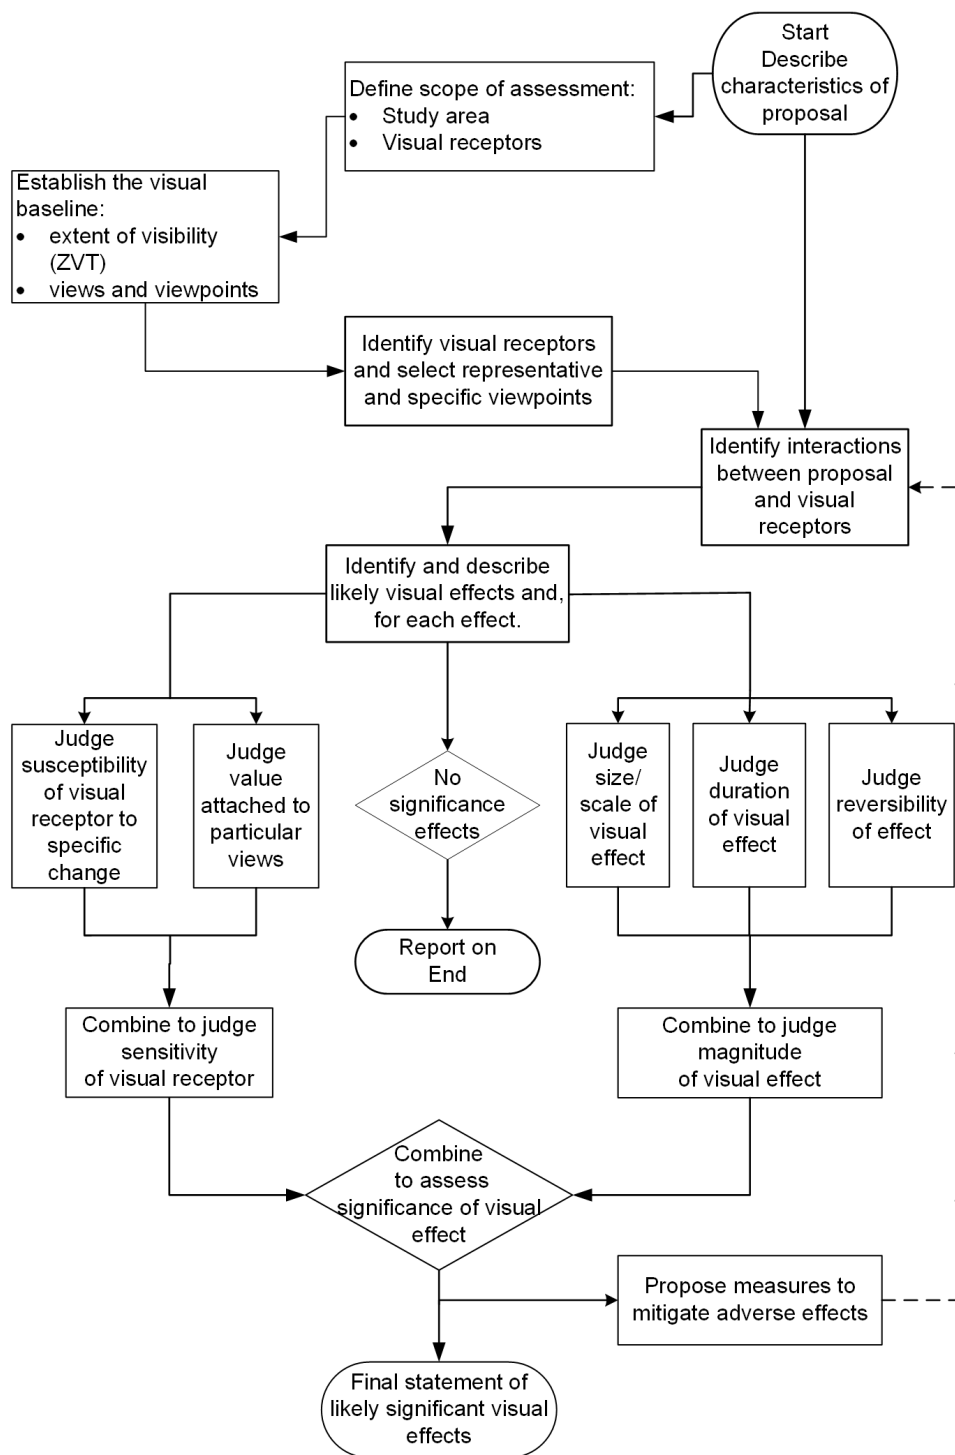 Start
Describe
characteristics of
proposal
Define scope of assessment:
• Study area
• Visual receptors
Establish the visual
baseline:
• extent of visibility
(ZVT)
• views and viewpoints
Identify visual receptors
and select representative
and specific viewpoints
Identify interactions
between proposal
and visual
receptors
Identify and describe
likely visual effects and,
for each effect.
Judge
susceptibility
of visual
receptor to
specific
change
Judge
value
attached to
particular
views
No
significance
effects
Judge
size/
scale of
visual
effect
Judge
duration
of visual
effect
Judge
reversibility
of effect
Report on
End
Combine to judge
sensitivity
of visual receptor
Combine to judge
magnitude
of visual effect
Combine
to assess
significance of visual
effect
Propose measures to
mitigate adverse effects
Final statement of
likely significant visual
effects